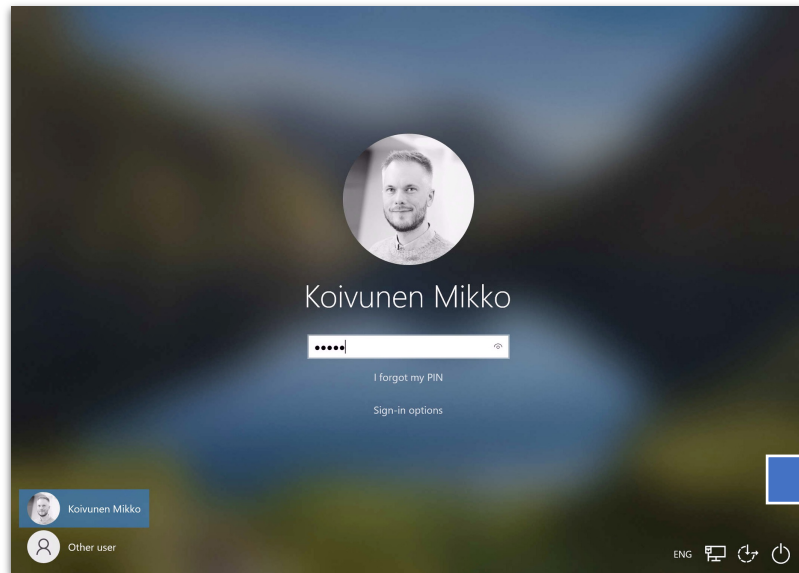 Koivunen Mikko
•••••
I forgot my PIN
Sign-in options
Koivunen Mikko
Other user
ENG